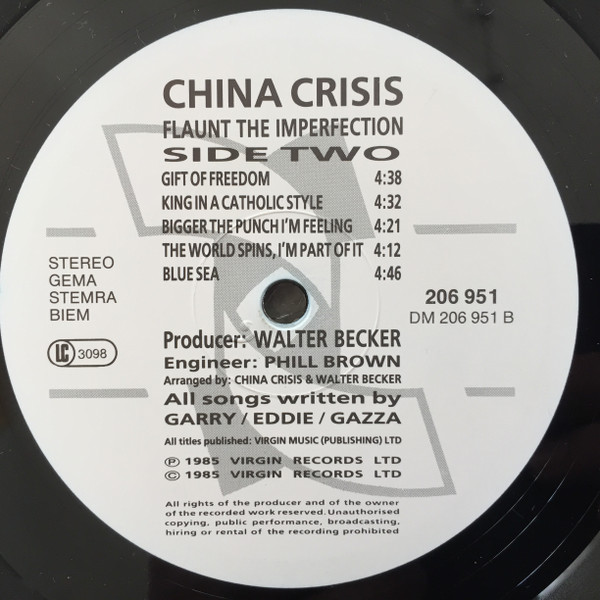 CHINA CRISIS
FLAUNT THE IMPERFECTION
SIDE TWO
GIFT OF FREEDOM 4:38
KING IN A CATHOLIC STYLE 4:32
BIGGER THE PUNCH I'M FEELING 4:21
THE WORLD SPINS, I'M PART OF IT 4:12
BLUE SEA 4:46
STEREO
GEMA
STEMRA
BIEM
LC 3098
206 951
DM 206 951 B
Producer: WALTER BECKER
Engineer: PHILL BROWN
Arranged by: CHINA CRISIS & WALTER BECKER
All songs written by
GARRY / EDDIE / GAZZA
All titles published: VIRGIN MUSIC (PUBLISHING) LTD
℗ 1985 VIRGIN RECORDS LTD
© 1985 VIRGIN RECORDS LTD
All rights of the producer and of the owner
of the recorded work reserved. Unauthorised
copying, public performance, broadcasting,
hiring or rental of the recording prohibited